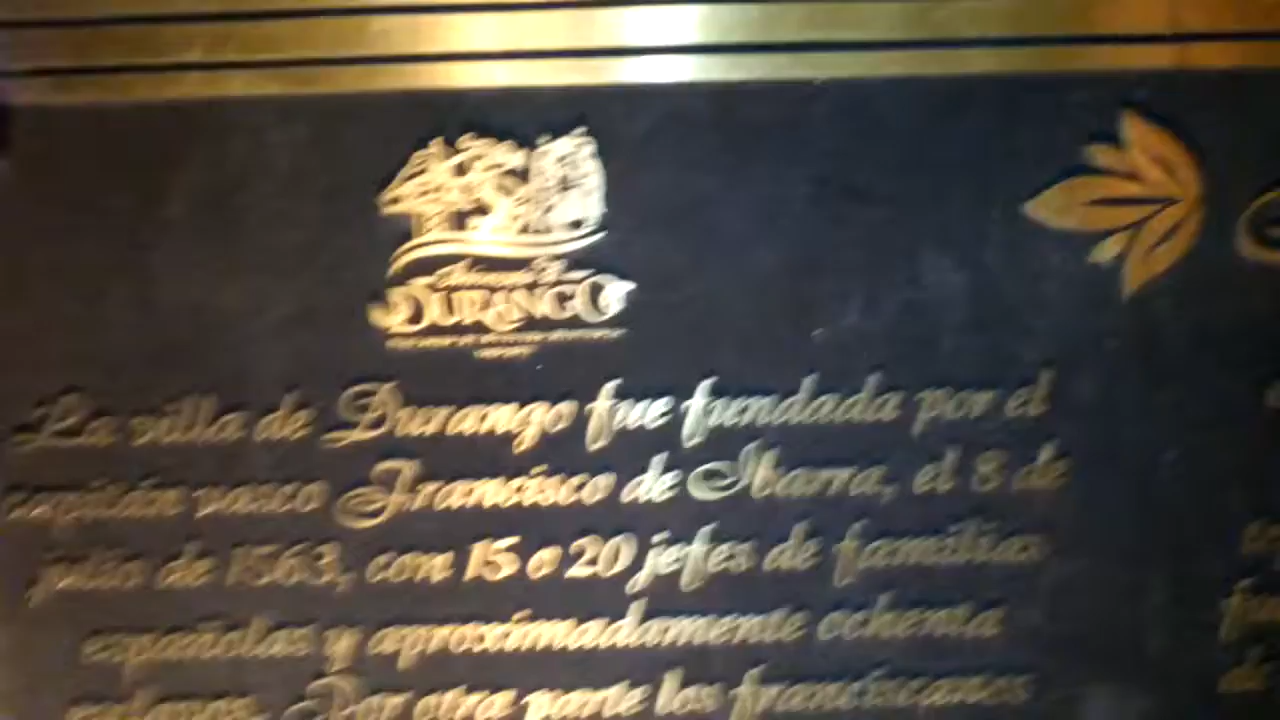 DURANGO
La villa de Durango fue fundada por el
capitán vasco Francisco de Ibarra, el 8 de
julio de 1563, con 15 o 20 jefes de familias
españolas y aproximadamente ochenta
esclavos. Por otra parte los franciscanos